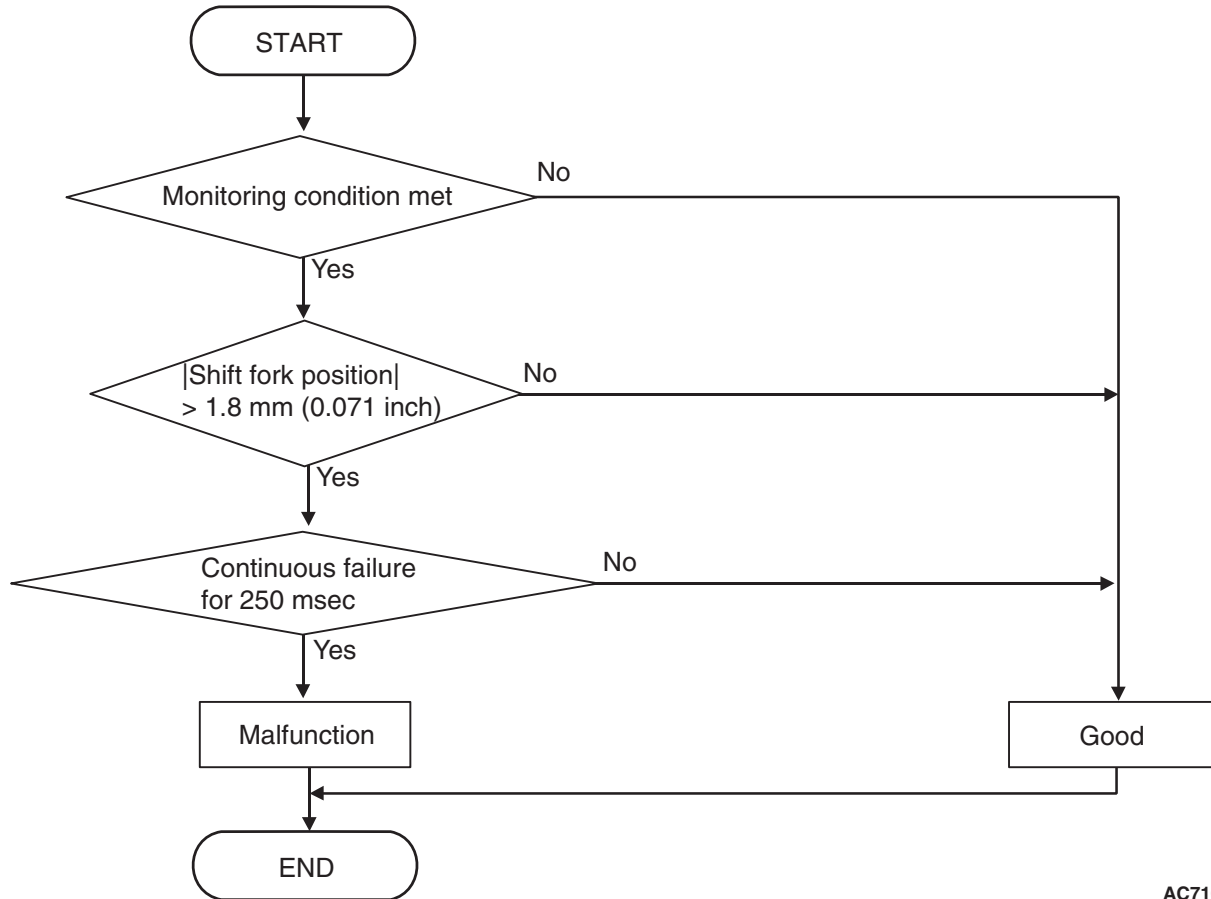 START
Monitoring condition met
No
Yes
|Shift fork position|
> 1.8 mm (0.071 inch)
No
Yes
Continuous failure
for 250 msec
No
Yes
Malfunction
Good
END
AC71